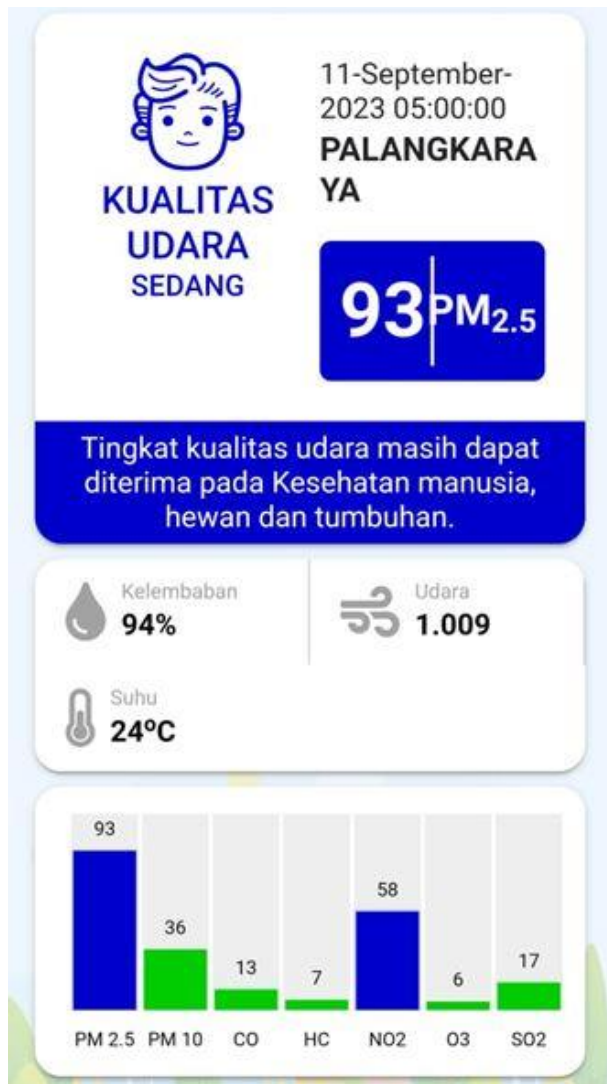 11-September-
2023 05:00:00
PALANGKARA
YA
KUALITAS
UDARA
SEDANG
93 PM2.5
Tingkat kualitas udara masih dapat
diterima pada Kesehatan manusia,
hewan dan tumbuhan.
Kelembaban
94%
Udara
1.009
Suhu
24°C
93
36
13
7
58
6
17
PM 2.5 PM 10 CO HC NO2 O3 SO2